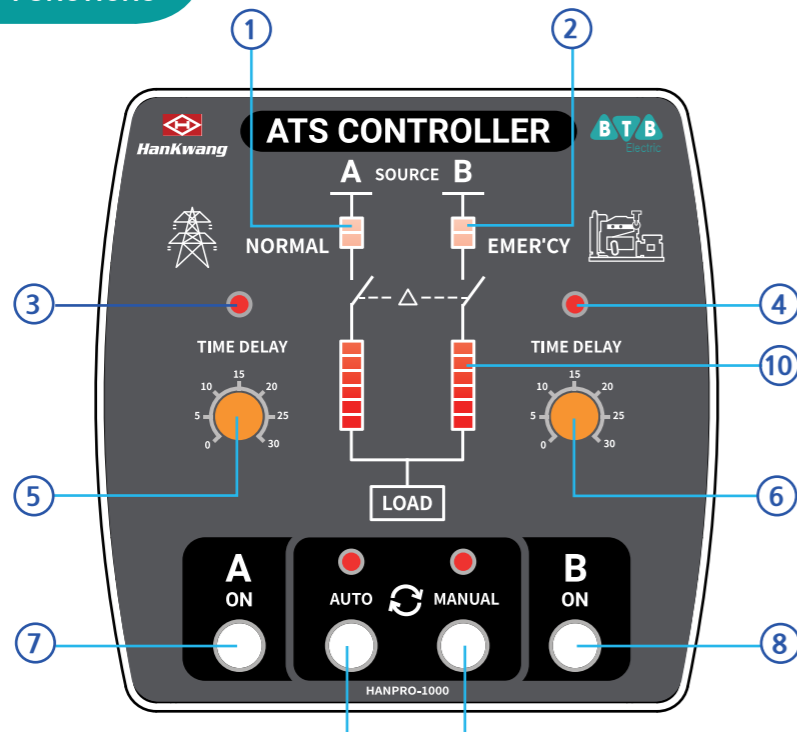 1
2
HanKwang
ATS CONTROLLER
BTB
Electric
A SOURCE B
NORMAL
EMER'CY
3
4
TIME DELAY
TIME DELAY
10
0 5 10 15 20 25 30
0 5 10 15 20 25 30
5
6
LOAD
A
ON
AUTO
MANUAL
B
ON
7
8
HANPRO-1000